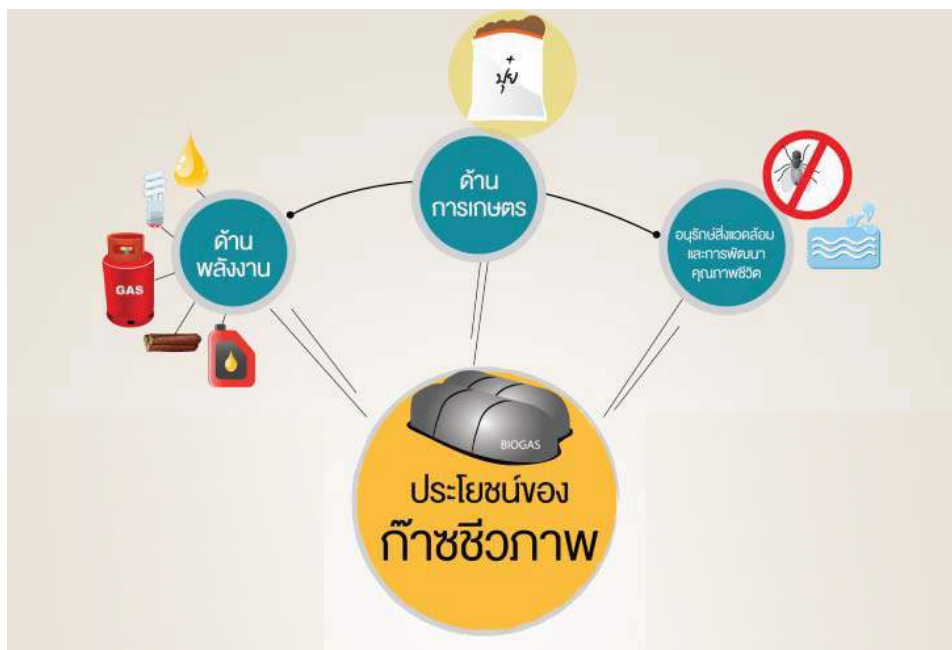 +
ปุ๋ย
ด้าน
การเกษตร
ด้าน
พลังงาน
GAS
อนุรักษ์สิ่งแวดล้อม
และการพัฒนา
คุณภาพชีวิต
BIOGAS
ประโยชน์ของ
ก๊าซชีวภาพ